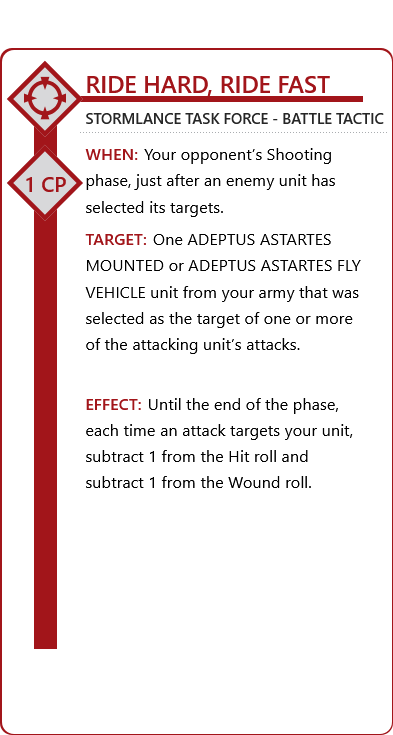 RIDE HARD, RIDE FAST
STORMLANCE TASK FORCE - BATTLE TACTIC
WHEN: Your opponent's Shooting
phase, just after an enemy unit has
selected its targets.
1 CP
TARGET: One ADEPTUS ASTARTES
MOUNTED or ADEPTUS ASTARTES FLY
VEHICLE unit from your army that was
selected as the target of one or more
of the attacking unit's attacks.
EFFECT: Until the end of the phase,
each time an attack targets your unit,
subtract 1 from the Hit roll and
subtract 1 from the Wound roll.